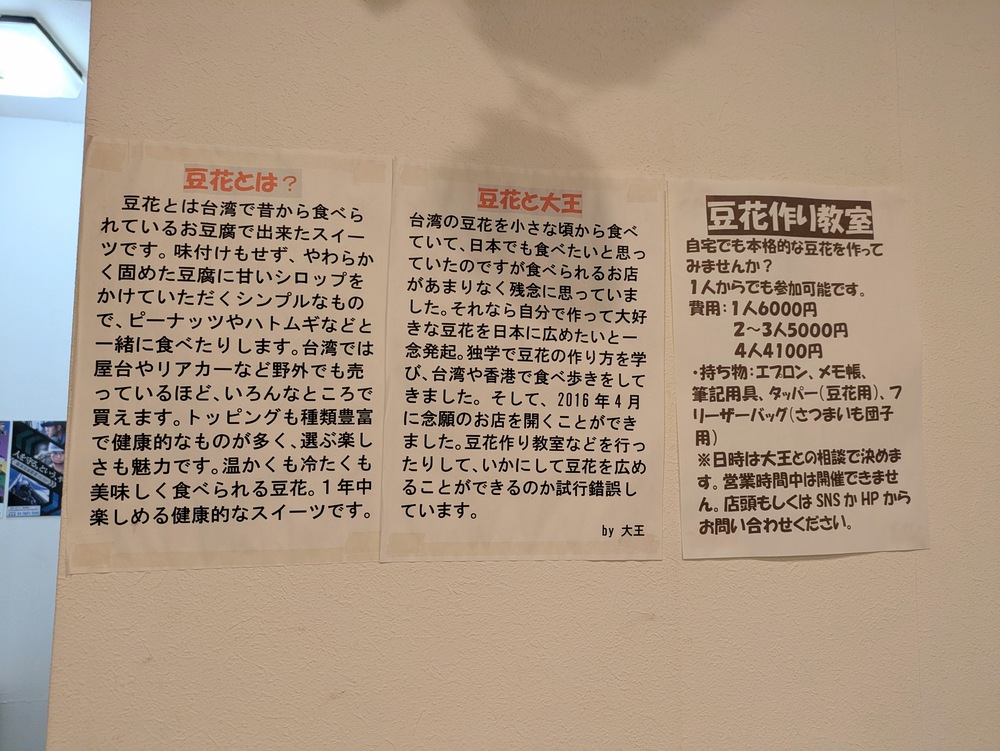 豆花とは？
豆花とは台湾で昔から食べら
れているお豆腐で出来たスイー
ツです。味付けもせず、やわらか
く固めた豆腐に甘いシロップを
かけていただくシンプルなもの
で、ピーナッツやハトムギなどと
一緒に食べたりします。台湾では
屋台やリアカーなど野外でも売
っているほど、いろんなところで
買えます。トッピングも種類豊富
で健康的なものが多く、選ぶ楽し
さも魅力です。温かくも冷たくも
美味しく食べられる豆花。１年中
楽しめる健康的なスイーツです。
豆花と大王
台湾の豆花を小さな頃から食べ
ていて、日本でも食べたいと思っ
ていたのですが食べられるお店
があまりなく残念に思っていま
した。それなら自分で作って大好
きな豆花を日本に広めたいと一
念発起。独学で豆花の作り方を学
び、台湾や香港で食べ歩きをして
きました。そして、2016年4月
に念願のお店を開くことができ
ました。豆花作り教室などを行っ
たりして、いかにして豆花を広め
ることができるのか試行錯誤し
ています。
by 大王
豆花作り教室
自宅でも本格的な豆花を作って
みませんか？
１人からでも参加可能です。
費用：１人6000円
２～３人5000円
４人4100円
・持ち物：エプロン、メモ帳、
筆記用具、タッパー（豆花用）、フ
リーザーバッグ（さつまいも団子
用）
※日時は大王との相談で決めま
す。営業時間中は開催できませ
ん。店頭もしくは SNS か HP から
お問い合わせください。